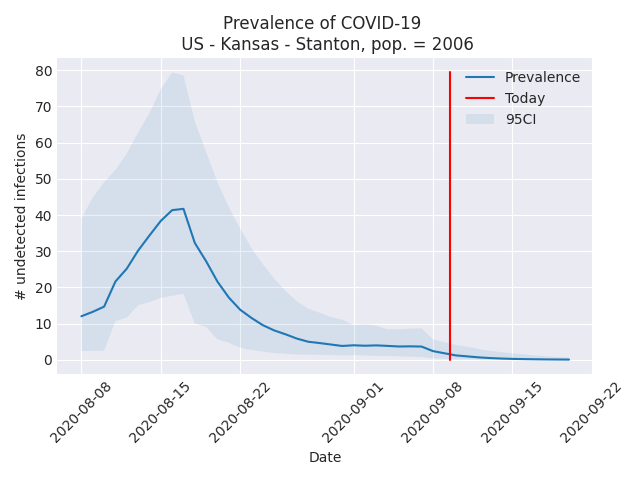 Prevalence of COVID-19
US - Kansas - Stanton, pop. = 2006
80
70
60
50
40
30
20
10
0
# undetected infections
Prevalence
Today
95CI
2020-08-08
2020-08-15
2020-08-22
2020-09-01
2020-09-08
2020-09-15
2020-09-22
Date